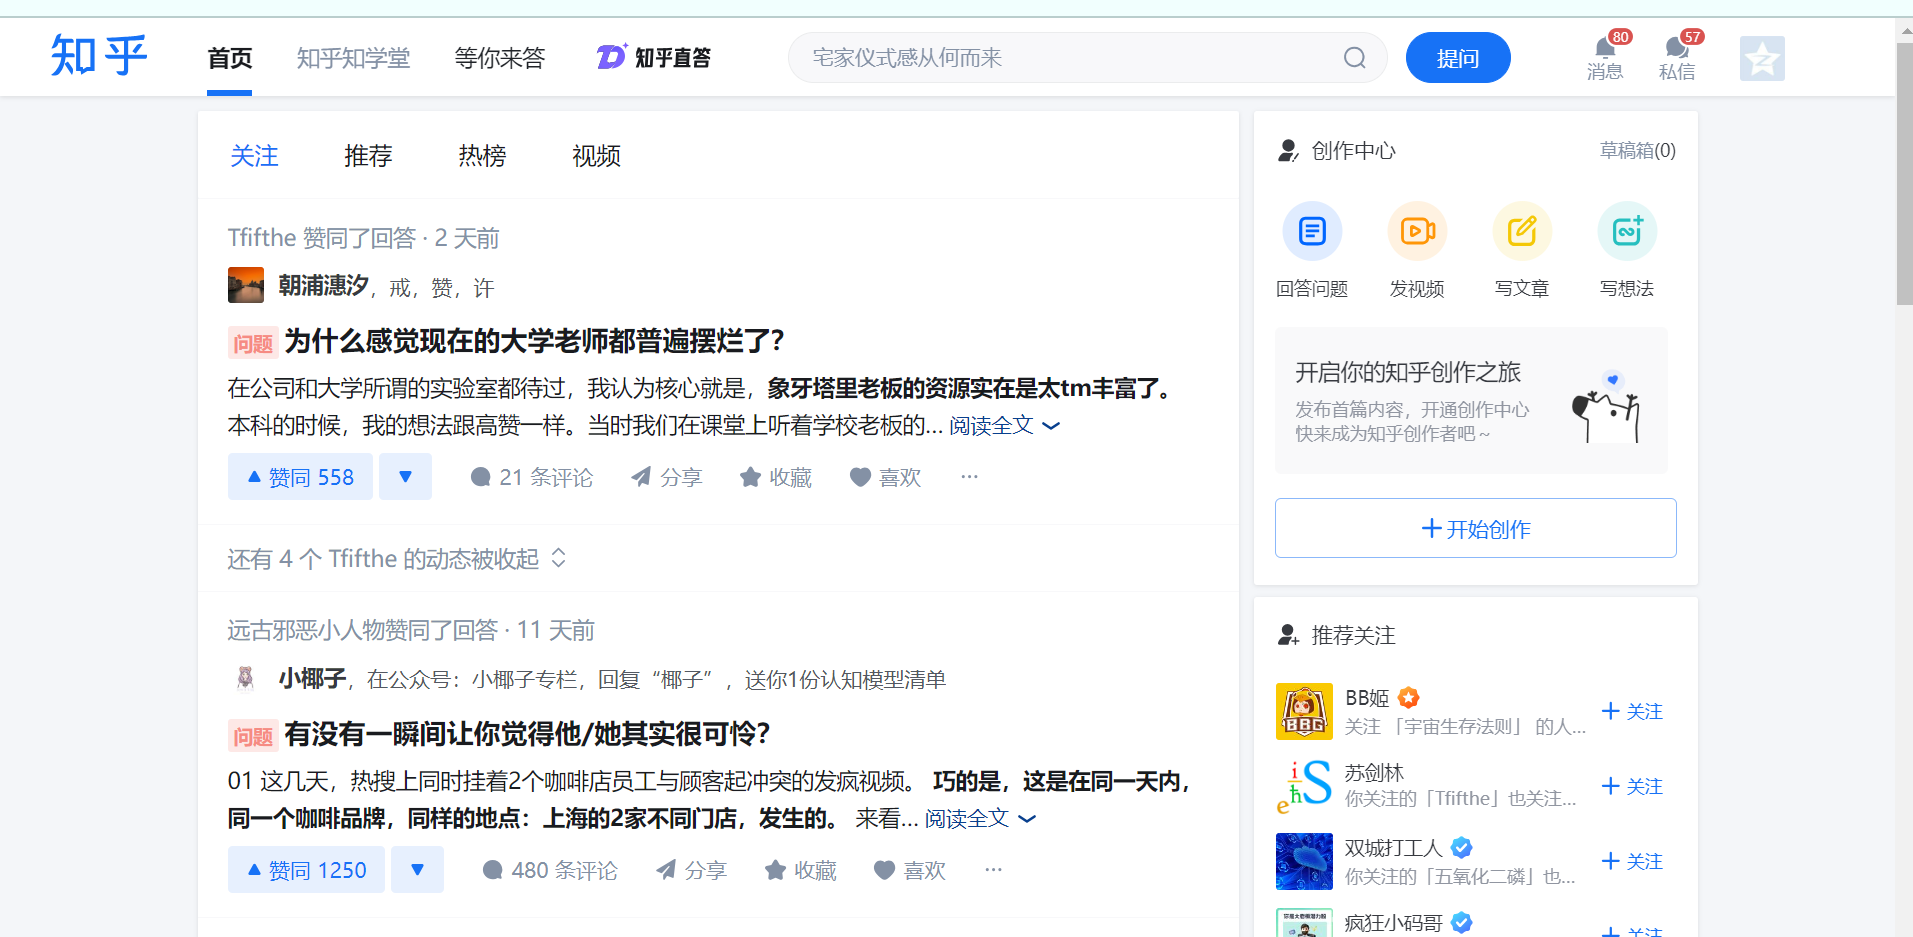 知乎
首页
知乎知学堂
等你来答
知乎直答
宅家仪式感从何而来
提问
80
消息
57
私信
关注
推荐
热榜
视频
Tfifthe 赞同了回答 · 2 天前
朝浦漶汐，戒，赞，许
问题 为什么感觉现在的大学老师都普遍摆烂了？
在公司和大学所谓的实验室都待过，我认为核心就是，象牙塔里老板的资源实在是太tm丰富了。
本科的时候，我的想法跟高赞一样。当时我们在课堂上听着学校老板的... 阅读全文
赞同 558
21 条评论
分享
收藏
喜欢
···
还有 4 个 Tfifthe 的动态被收起
远古邪恶小人物赞同了回答 · 11 天前
小椰子，在公众号：小椰子专栏，回复“椰子”，送你1份认知模型清单
问题 有没有一瞬间让你觉得他/她其实很可怜？
01 这几天，热搜上同时挂着2个咖啡店员工与顾客起冲突的发疯视频。 巧的是，这是在同一天内，
同一个咖啡品牌，同样的地点：上海的2家不同门店，发生的。 来看... 阅读全文
赞同 1250
480 条评论
分享
收藏
喜欢
···
创作中心
草稿箱(0)
回答问题
发视频
写文章
写想法
开启你的知乎创作之旅
发布首篇内容，开通创作中心
快来成为知乎创作者吧～
开始创作
推荐关注
BBG
BB姬
关注 「宇宙生存法则」 的人...
+ 关注
苏剑林
你关注的「Tfifthe」也关注...
+ 关注
双城打工人
你关注的「五氧化二磷」也...
+ 关注
疯狂小码哥
+ 关注